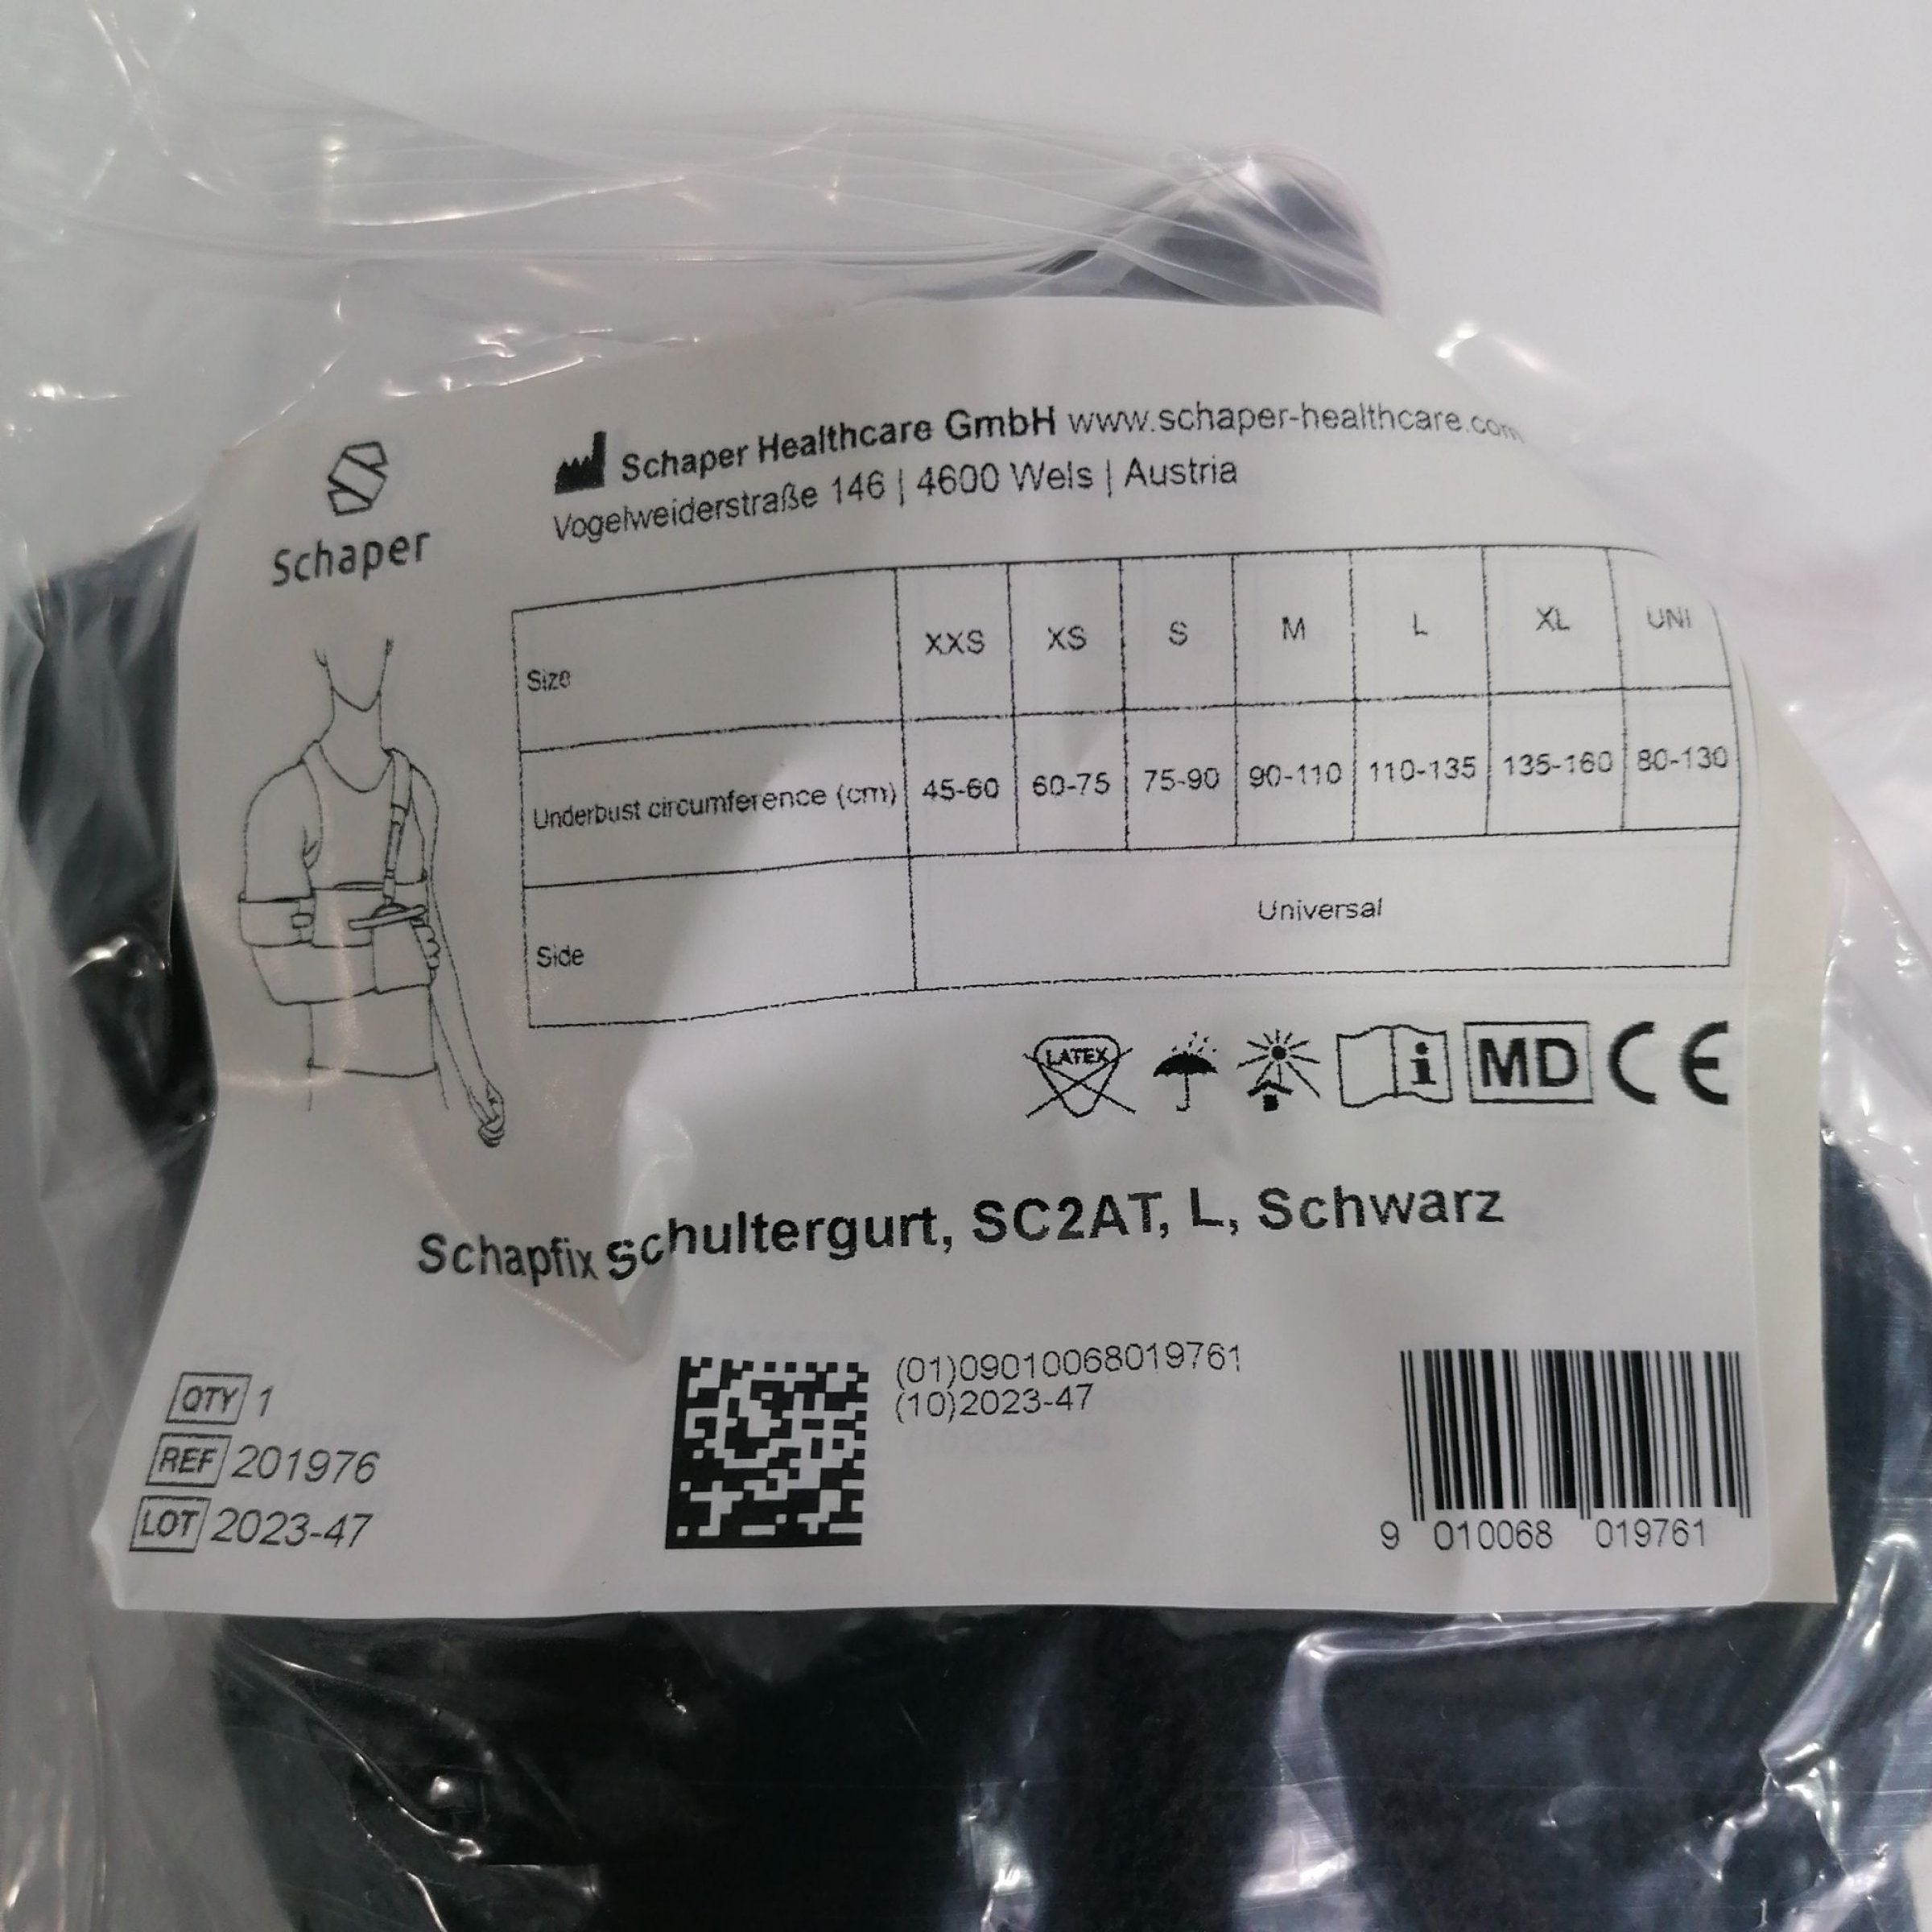 Schaper
Schaper Healthcare GmbH www.schaper-healthcare.com
Vogelweiderstraße 146 | 4600 Wels | Austria
Size XXS XS S M L XL UNI
Underbust circumference (cm) 45-60 60-75 75-90 90-110 110-135 135-160 80-130
Side Universal
LATEX i MD CE
Schapfix Schultergurt, SC2AT, L, Schwarz
QTY 1
REF 201976
LOT 2023-47
(01)09010068019761
(10)2023-47
9 010068 019761